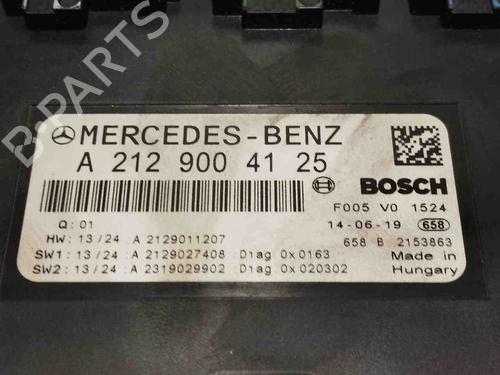 MERCEDES-BENZ
A 212 900 41 25
BOSCH
F005 V0 1524
Q: 01
14-06-19 658
HW: 13/24 A 2129011207
658 B 2153863
SW1: 13/24 A 2129027408 Diag 0x0163
Made in
SW2: 13/24 A 2319029902 Diag 0x020302
Hungary
B-PARTS